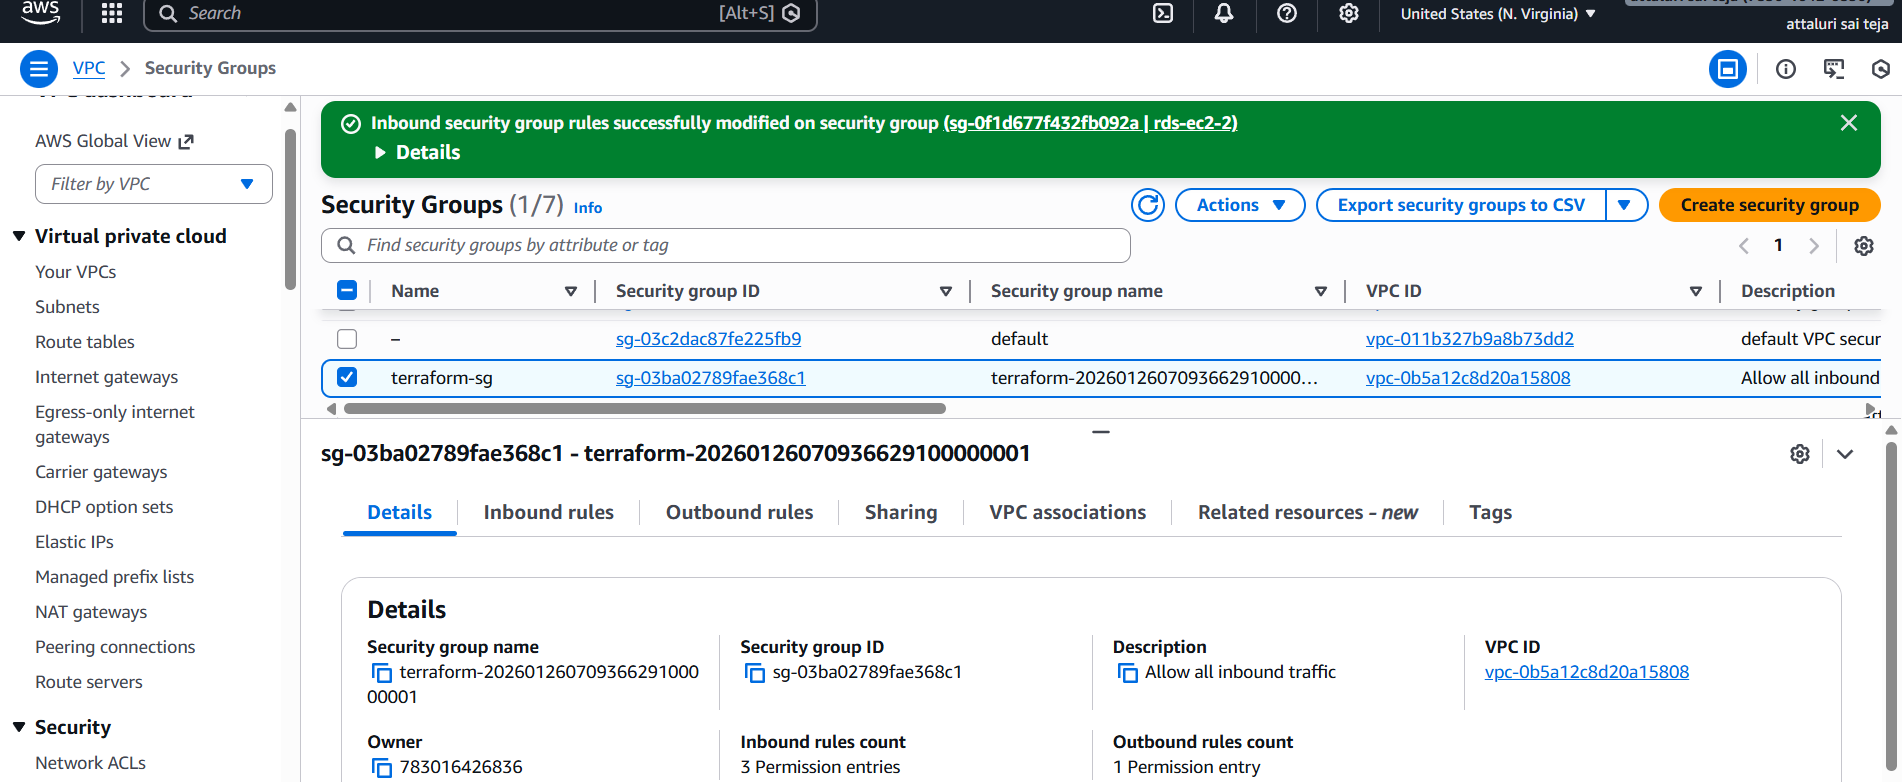 aws
Search
[Alt+S]
United States (N. Virginia)
attaluri sai teja
VPC
Security Groups
AWS Global View
Filter by VPC
Virtual private cloud
Your VPCs
Subnets
Route tables
Internet gateways
Egress-only internet
gateways
Carrier gateways
DHCP option sets
Elastic IPs
Managed prefix lists
NAT gateways
Peering connections
Route servers
Security
Network ACLs
Inbound security group rules successfully modified on security group (sg-0f1d677f432fb092a | rds-ec2-2)
Details
Security Groups (1/7) Info
Actions
Export security groups to CSV
Create security group
Find security groups by attribute or tag
1
Name Security group ID Security group name VPC ID Description
– sg-03c2dac87fe225fb9 default vpc-011b327b9a8b73dd2 default VPC secur
terraform-sg sg-03ba02789fae368c1 terraform-2026012607093662910000... vpc-0b5a12c8d20a15808 Allow all inbound
sg-03ba02789fae368c1 - terraform-20260126070936629100000001
Details Inbound rules Outbound rules Sharing VPC associations Related resources - new Tags
Details
Security group name
terraform-202601260709366291000
00001
Security group ID
sg-03ba02789fae368c1
Description
Allow all inbound traffic
VPC ID
vpc-0b5a12c8d20a15808
Owner
783016426836
Inbound rules count
3 Permission entries
Outbound rules count
1 Permission entry